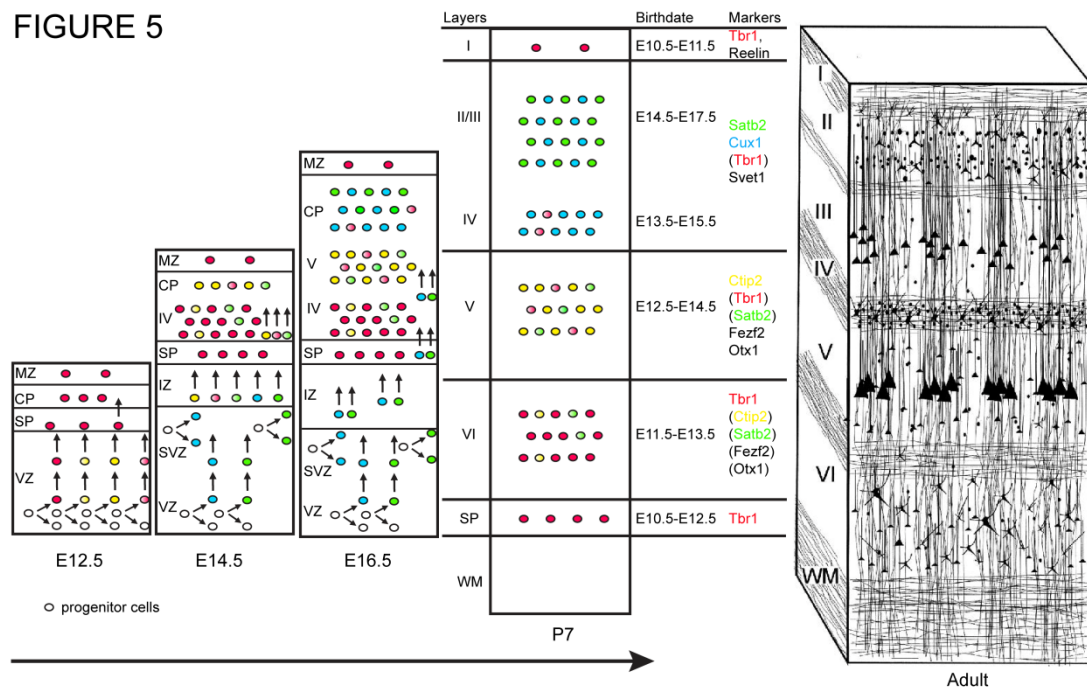 FIGURE 5
Layers Birthdate Markers
I E10.5-E11.5 Tbr1,
Reelin
II/III E14.5-E17.5 Satb2
Cux1
(Tbr1)
Svet1
IV E13.5-E15.5
V E12.5-E14.5 Ctip2
(Tbr1)
(Satb2)
Fezf2
Otx1
VI E11.5-E13.5 Tbr1
(Ctip2)
(Satb2)
(Fezf2)
(Otx1)
SP E10.5-E12.5 Tbr1
WM
P7
MZ
CP
SP
VZ
E12.5
MZ
CP
IV
SP
IZ
SVZ
VZ
E14.5
MZ
CP
V
IV
SP
IZ
SVZ
VZ
E16.5
progenitor cells
I
II
III
IV
V
VI
WM
Adult